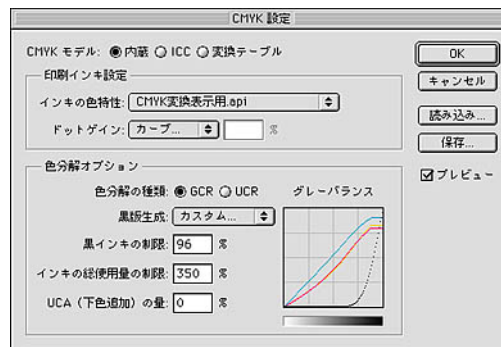 CMYK 設定
CMYK モデル: 内蔵 ICC 変換テーブル
印刷インキ設定
インキの色特性: CMYK変換表示用.api
ドットゲイン: カーブ... %
色分解オプション
色分解の種類: GCR UCR
黒版生成: カスタム...
黒インキの制限: 96 %
インキの総使用量の制限: 350 %
UCA（下色追加）の量: 0 %
グレーバランス
OK
キャンセル
読み込み...
保存...
プレビュー